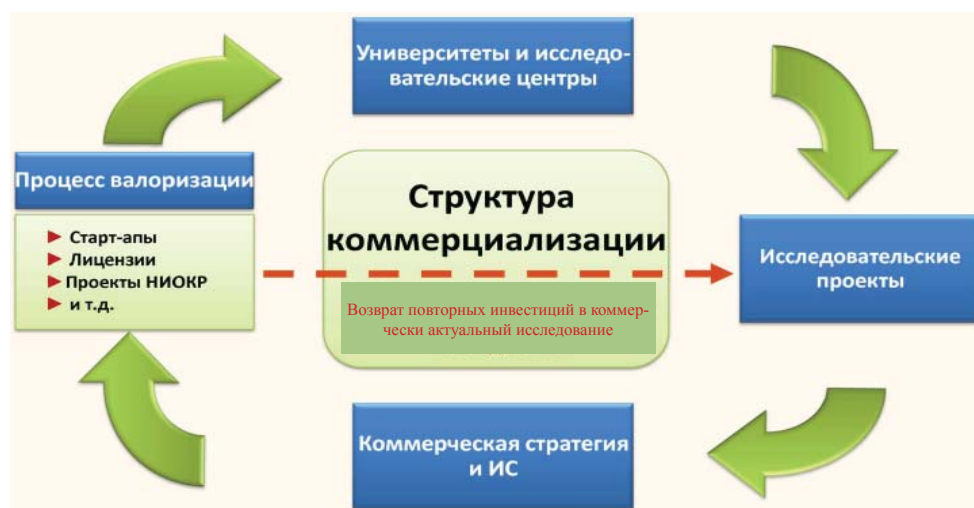 Университеты и исследо-
вательские центры
Процесс валоризации
Старт-апы
Лицензии
Проекты НИОКР
и т.д.
Структура
коммерциализации
Возврат повторных инвестиций в коммер-
чески актуальный исследование
Исследовательские
проекты
Коммерческая стратегия
и ИС